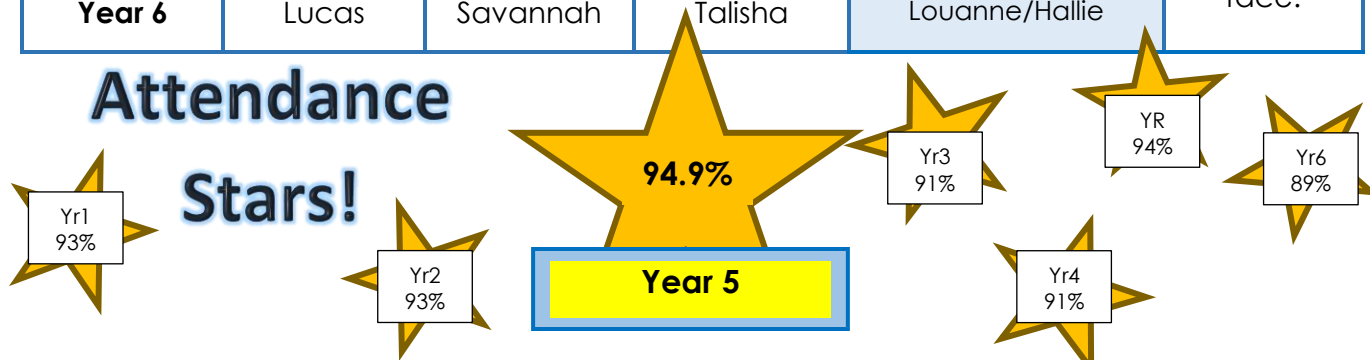 Year 6 Lucas Savannah Talisha Louanne/Hallie
Attendance
Stars!
94.9%
Year 5
Yr1
93%
Yr2
93%
Yr3
91%
YR
94%
Yr6
89%
Yr4
91%